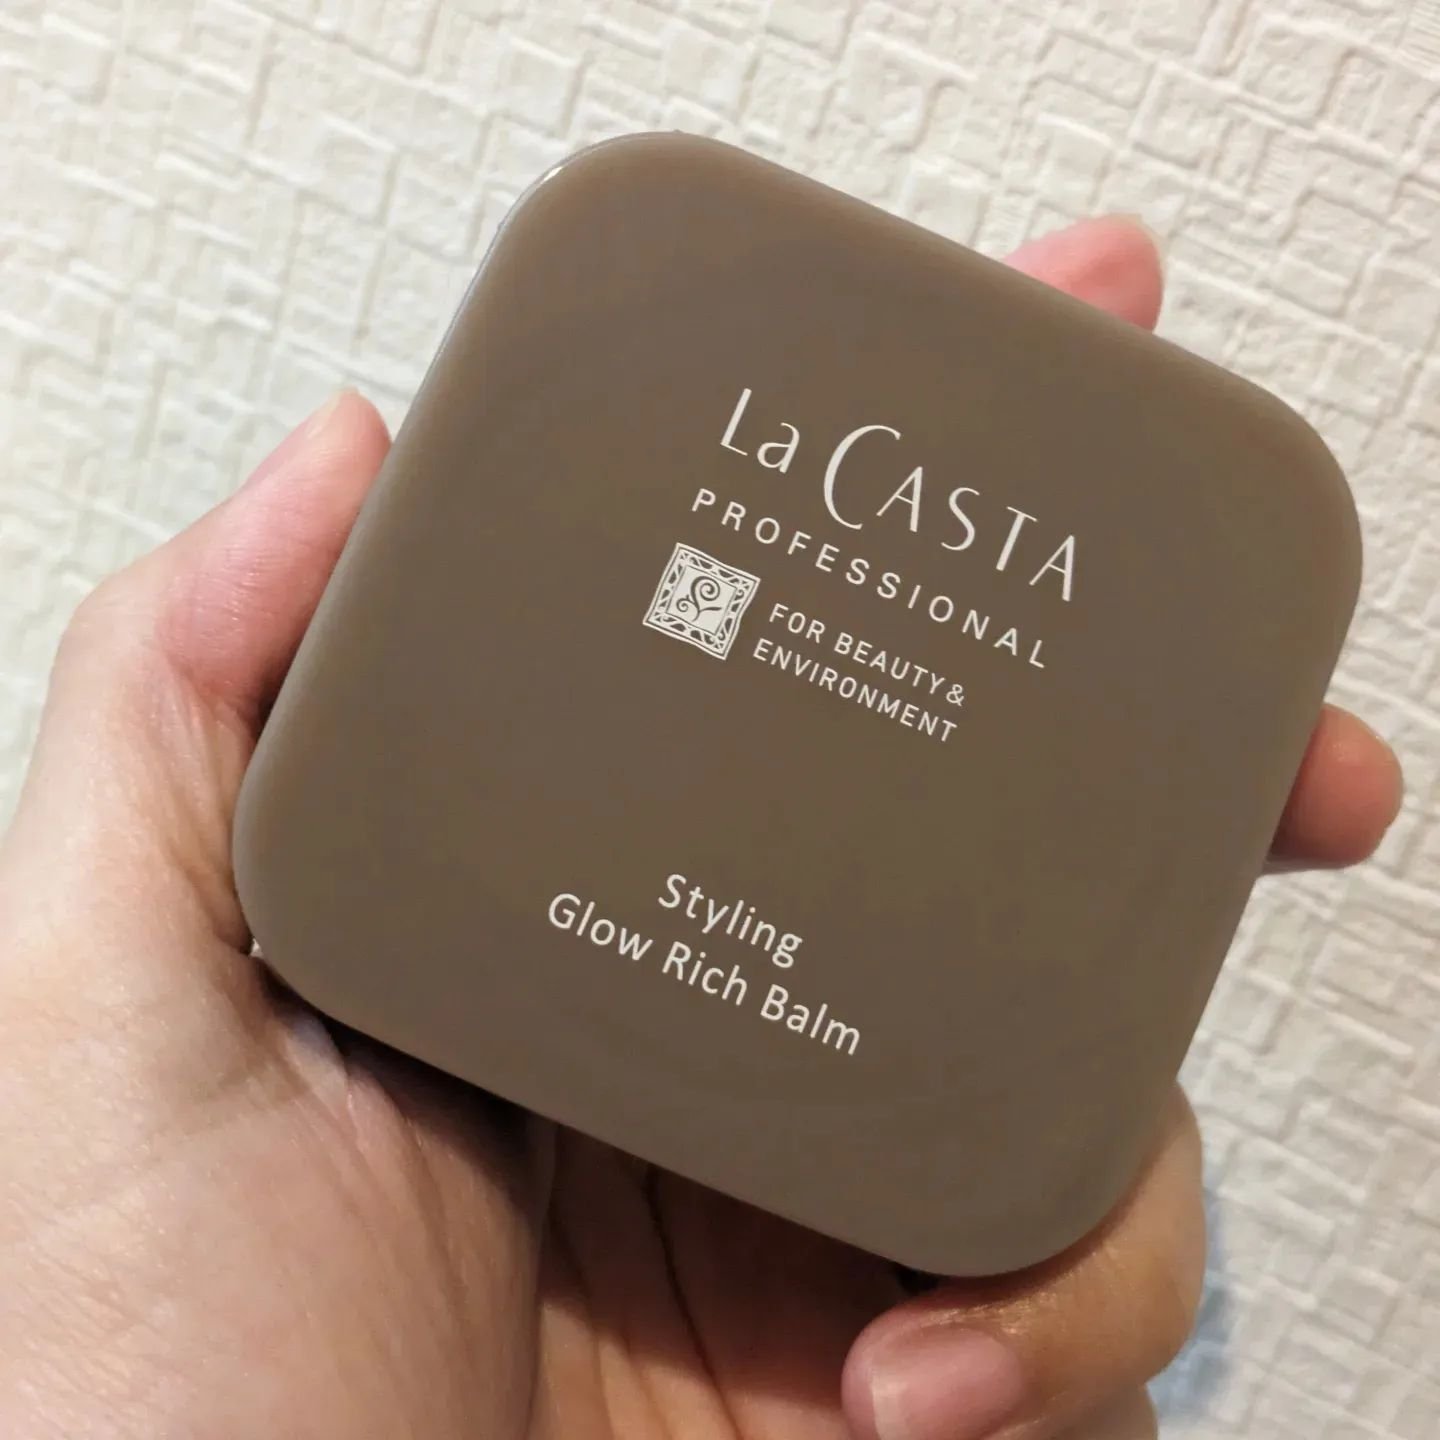 La CASTA
PROFESSIONAL
FOR BEAUTY &
ENVIRONMENT
Styling
Glow Rich Balm